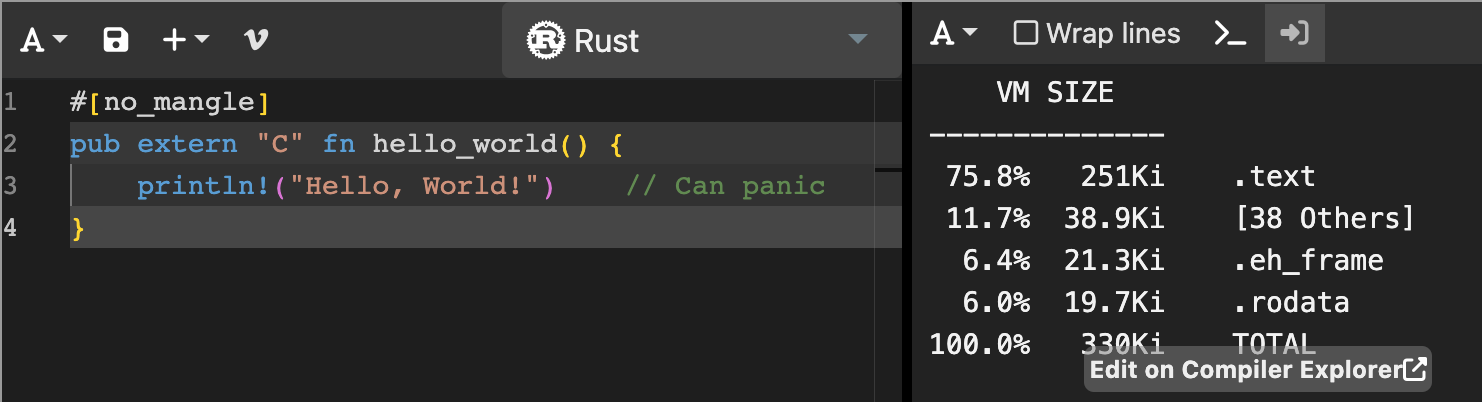 A
Rust
1 #[no_mangle]
2 pub extern "C" fn hello_world() {
3     println!("Hello, World!")    // Can panic
4 }
A Wrap lines
VM SIZE
--------------
75.8% 251Ki .text
11.7% 38.9Ki [38 Others]
6.4% 21.3Ki .eh_frame
6.0% 19.7Ki .rodata
100.0% 330Ki TOTAL
Edit on Compiler Explorer